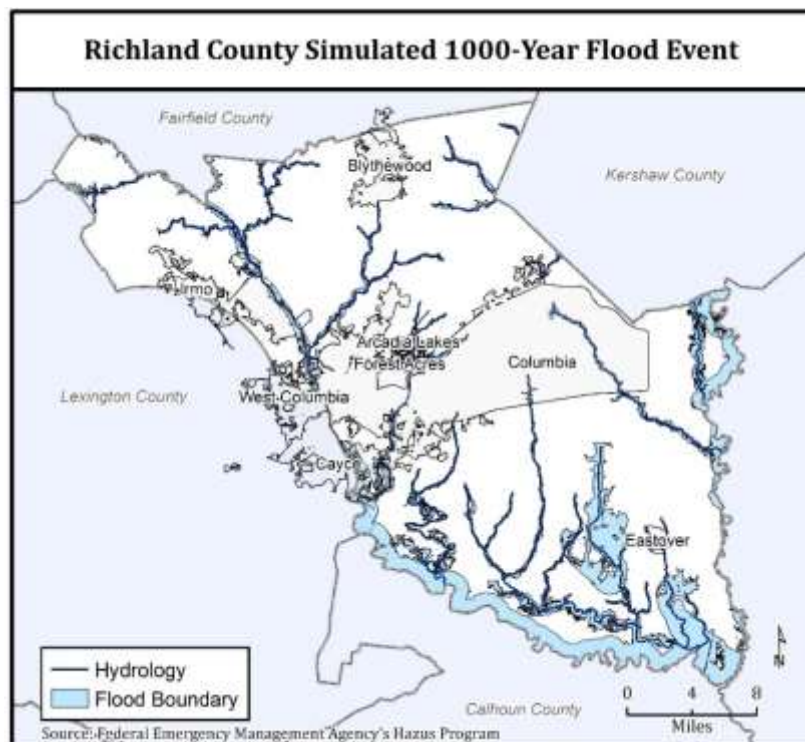 Richland County Simulated 1000-Year Flood Event
Fairfield County
Blythewood
Kershaw County
Irmo
Arcadia Lakes
Forest Acres
Columbia
West Columbia
Lexington County
Cayce
Eastover
Hydrology
Flood Boundary
Calhoun County
N
0 4 8
Miles
Source: Federal Emergency Management Agency's Hazus Program